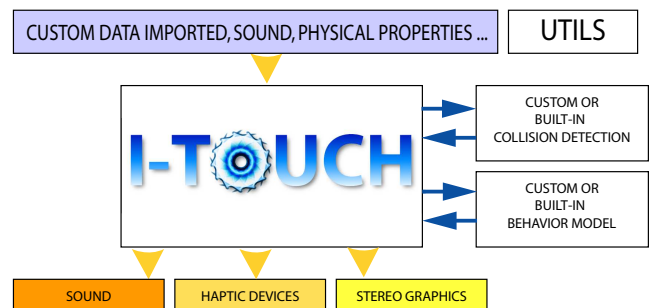 CUSTOM DATA IMPORTED, SOUND, PHYSICAL PROPERTIES ...
UTILS
I-TOUCH
CUSTOM OR
BUILT-IN
COLLISION DETECTION
CUSTOM OR
BUILT-IN
BEHAVIOR MODEL
SOUND
HAPTIC DEVICES
STEREO GRAPHICS